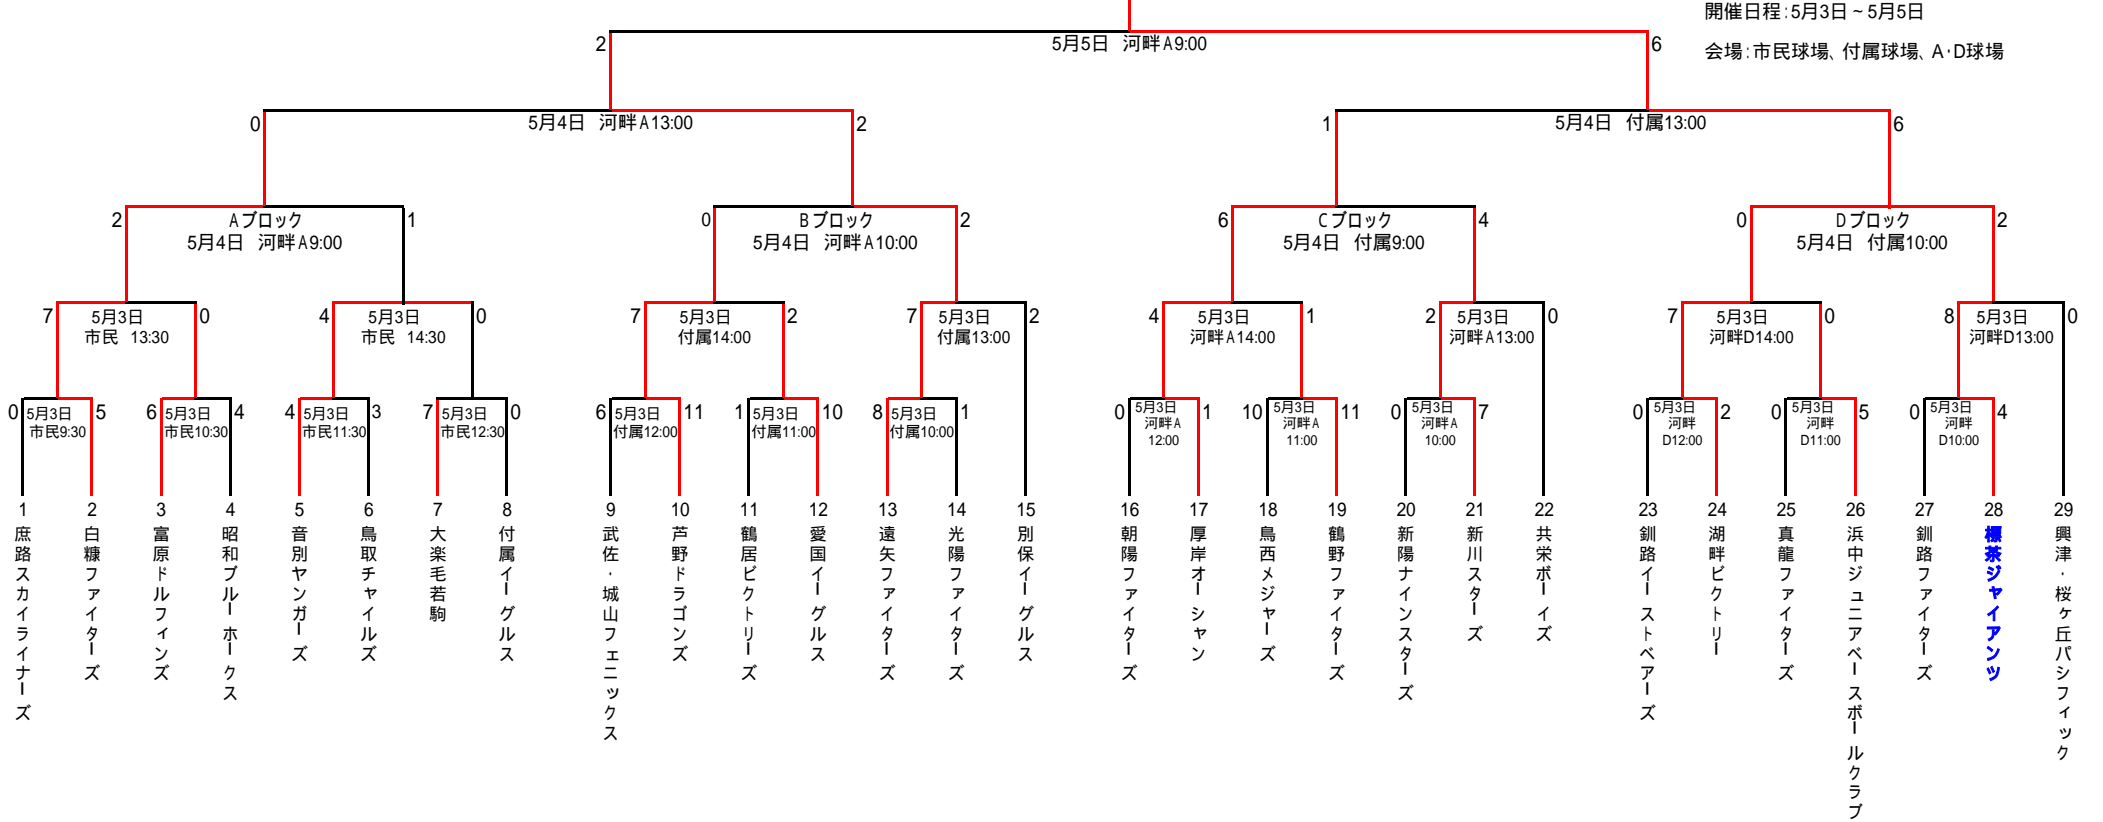 開催日程:5月3日~5月5日
2 5月5日 河畔A9:00 6
会場:市民球場、付属球場、A・D球場
0 5月4日 河畔A13:00 2 1 5月4日 付属13:00 6
2 Aブロック 1 0 Bブロック 2 6 Cブロック 4 0 Dブロック 2
5月4日 河畔A9:00 5月4日 河畔A10:00 5月4日 付属9:00 5月4日 付属10:00
7 5月3日 0 4 5月3日 0 7 5月3日 2 7 5月3日 2 4 5月3日 1 2 5月3日 0 7 5月3日 0 8 5月3日 0
市民 13:30 市民 14:30 付属14:00 付属13:00 河畔A14:00 河畔A13:00 河畔D14:00 河畔D13:00
0 5月3日 5 6 5月3日 4 4 5月3日 3 7 5月3日 0 6 5月3日 11 1 5月3日 10 8 5月3日 1 0 5月3日 1 10 5月3日 11 0 5月3日 7 0 5月3日 2 0 5月3日 5 0 5月3日 4
市民9:30 市民10:30 市民11:30 市民12:30 付属12:00 付属11:00 付属10:00 河畔A 河畔A 河畔A 河畔 河畔 河畔
12:00 11:00 10:00 D12:00 D11:00 D10:00
1 2 3 4 5 6 7 8 9 10 11 12 13 14 15 16 17 18 19 20 21 22 23 24 25 26 27 28 29
庶路スカイライナーズ
白糠ファイターズ
富原ドルフィンズ
昭和ブルーホークス
音別ヤンガーズ
鳥取チャイルズ
大楽毛若駒
付属イーグルス
武佐・城山フェニックス
芦野ドラゴンズ
鶴居ビクトリーズ
愛国イーグルス
遠矢ファイターズ
光陽ファイターズ
別保イーグルス
朝陽ファイターズ
厚岸オーシャン
鳥西メジャーズ
鶴野ファイターズ
新陽ナインスターズ
新川スターズ
共栄ボーイズ
釧路イーストベアーズ
湖畔ビクトリー
真龍ファイターズ
浜中ジュニアベースボールクラブ
釧路ファイターズ
標茶ジャイアンツ
興津・桜ヶ丘パシフィック